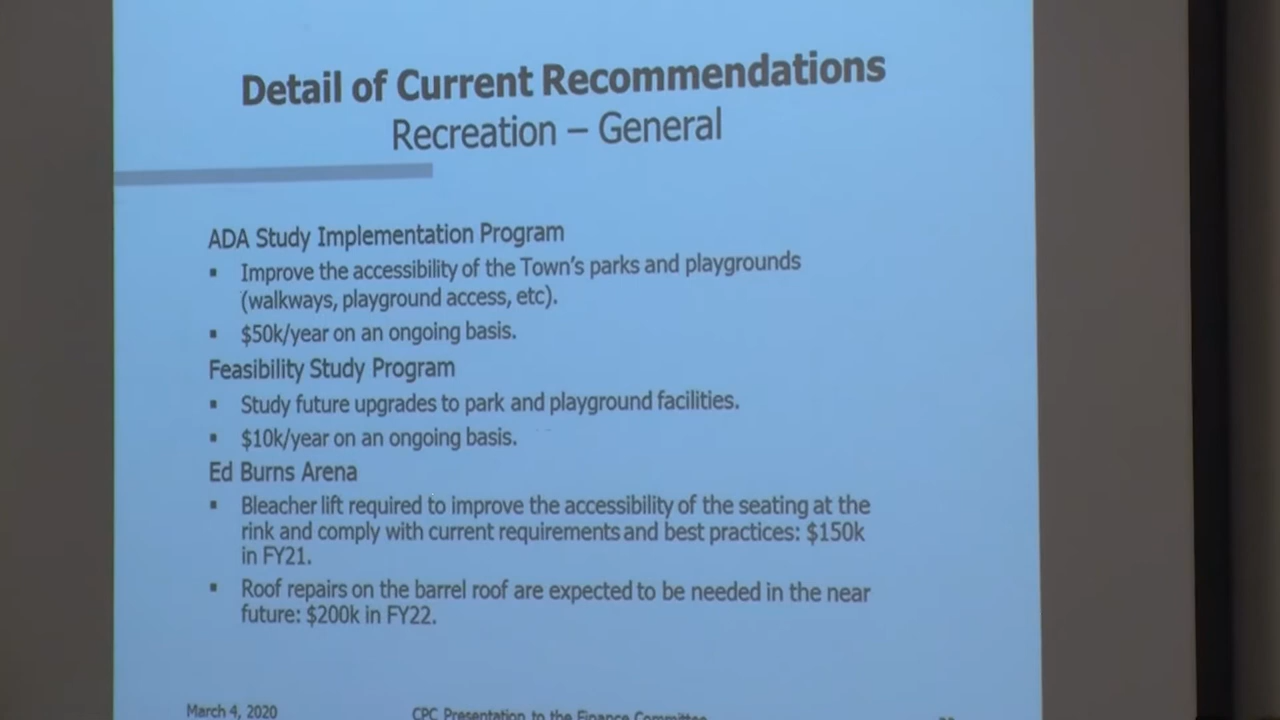 Detail of Current Recommendations
Recreation – General
ADA Study Implementation Program
▪ Improve the accessibility of the Town's parks and playgrounds
(walkways, playground access, etc).
▪ $50k/year on an ongoing basis.
Feasibility Study Program
▪ Study future upgrades to park and playground facilities.
▪ $10k/year on an ongoing basis.
Ed Burns Arena
▪ Bleacher lift required to improve the accessibility of the seating at the
rink and comply with current requirements and best practices: $150k
in FY21.
▪ Roof repairs on the barrel roof are expected to be needed in the near
future: $200k in FY22.
March 4, 2020
CPC Presentation to the Finance Committee